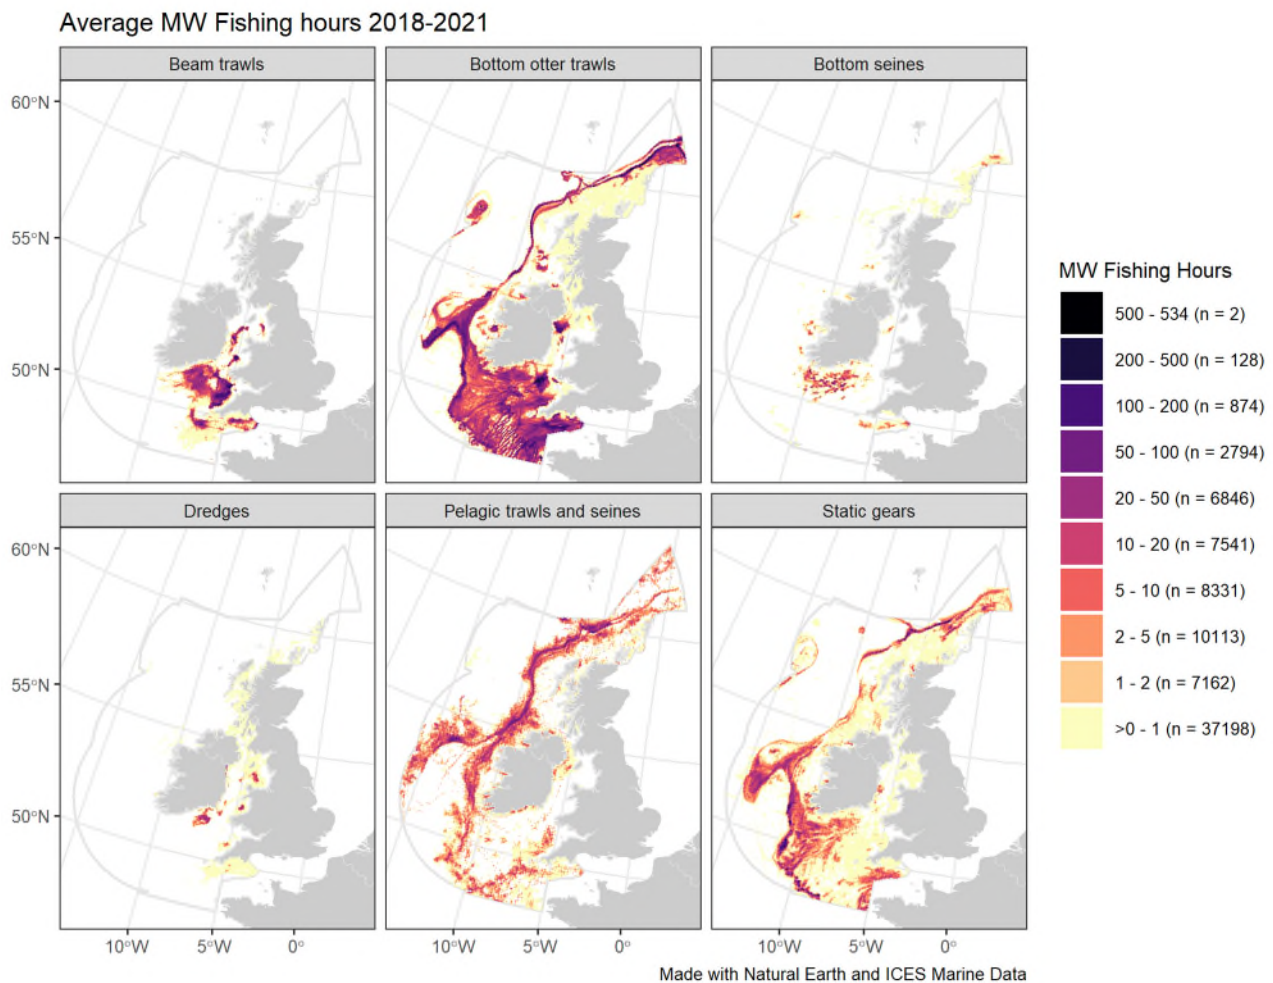 Average MW Fishing hours 2018-2021
Beam trawls
Bottom otter trawls
Bottom seines
60°N
55°N
50°N
Dredges
Pelagic trawls and seines
Static gears
60°N
55°N
50°N
10°W
5°W
0°
10°W
5°W
0°
10°W
5°W
0°
MW Fishing Hours
500 - 534 (n = 2)
200 - 500 (n = 128)
100 - 200 (n = 874)
50 - 100 (n = 2794)
20 - 50 (n = 6846)
10 - 20 (n = 7541)
5 - 10 (n = 8331)
2 - 5 (n = 10113)
1 - 2 (n = 7162)
>0 - 1 (n = 37198)
Made with Natural Earth and ICES Marine Data